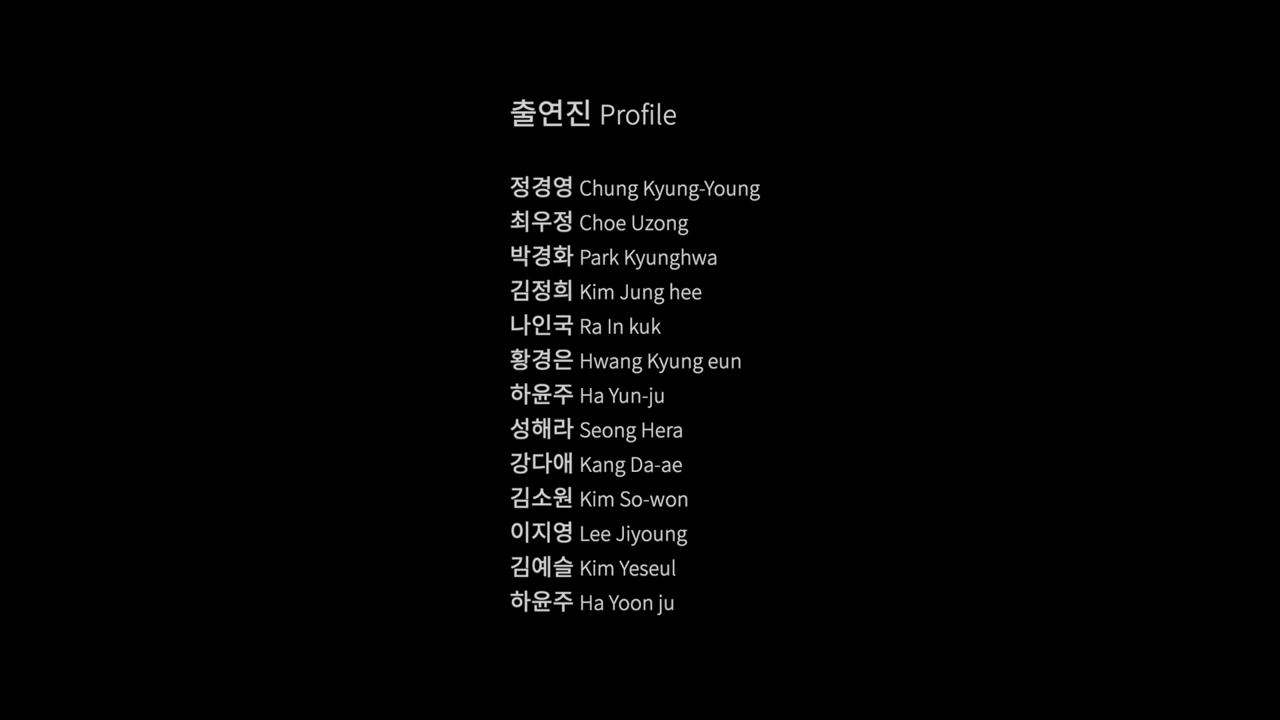 출연진 Profile
정경영 Chung Kyung-Young
최우정 Choe Uzong
박경화 Park Kyunghwa
김정희 Kim Jung hee
나인국 Ra In kuk
황경은 Hwang Kyung eun
하윤주 Ha Yun-ju
성해라 Seong Hera
강다애 Kang Da-ae
김소원 Kim So-won
이지영 Lee Jiyoung
김예슬 Kim Yeseul
하윤주 Ha Yoon ju